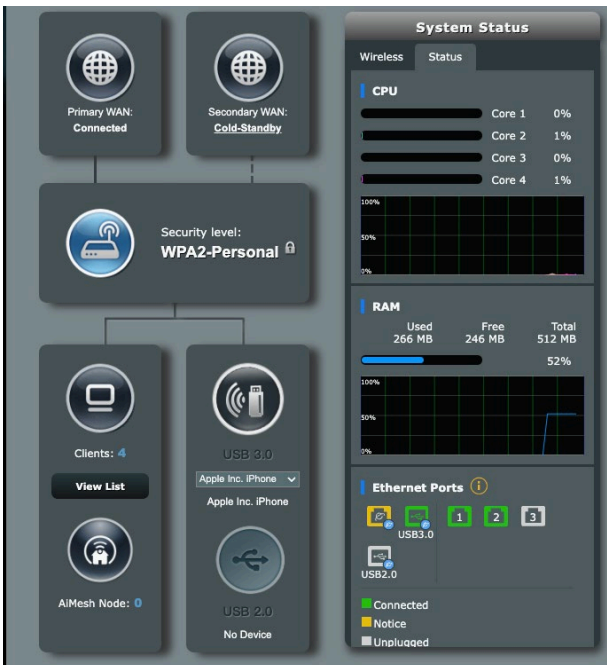 Primary WAN:
Connected
Secondary WAN:
Cold-Standby
Security level:
WPA2-Personal
Clients: 4
View List
AiMesh Node: 0
USB 3.0
Apple Inc. iPhone
Apple Inc. iPhone
USB 2.0
No Device
System Status
Wireless Status
CPU
Core 1 0%
Core 2 1%
Core 3 0%
Core 4 1%
100%
50%
0%
RAM
Used Free Total
266 MB 246 MB 512 MB
52%
100%
50%
0%
Ethernet Ports
1 2 3
USB3.0
USB2.0
Connected
Notice
Unplugged